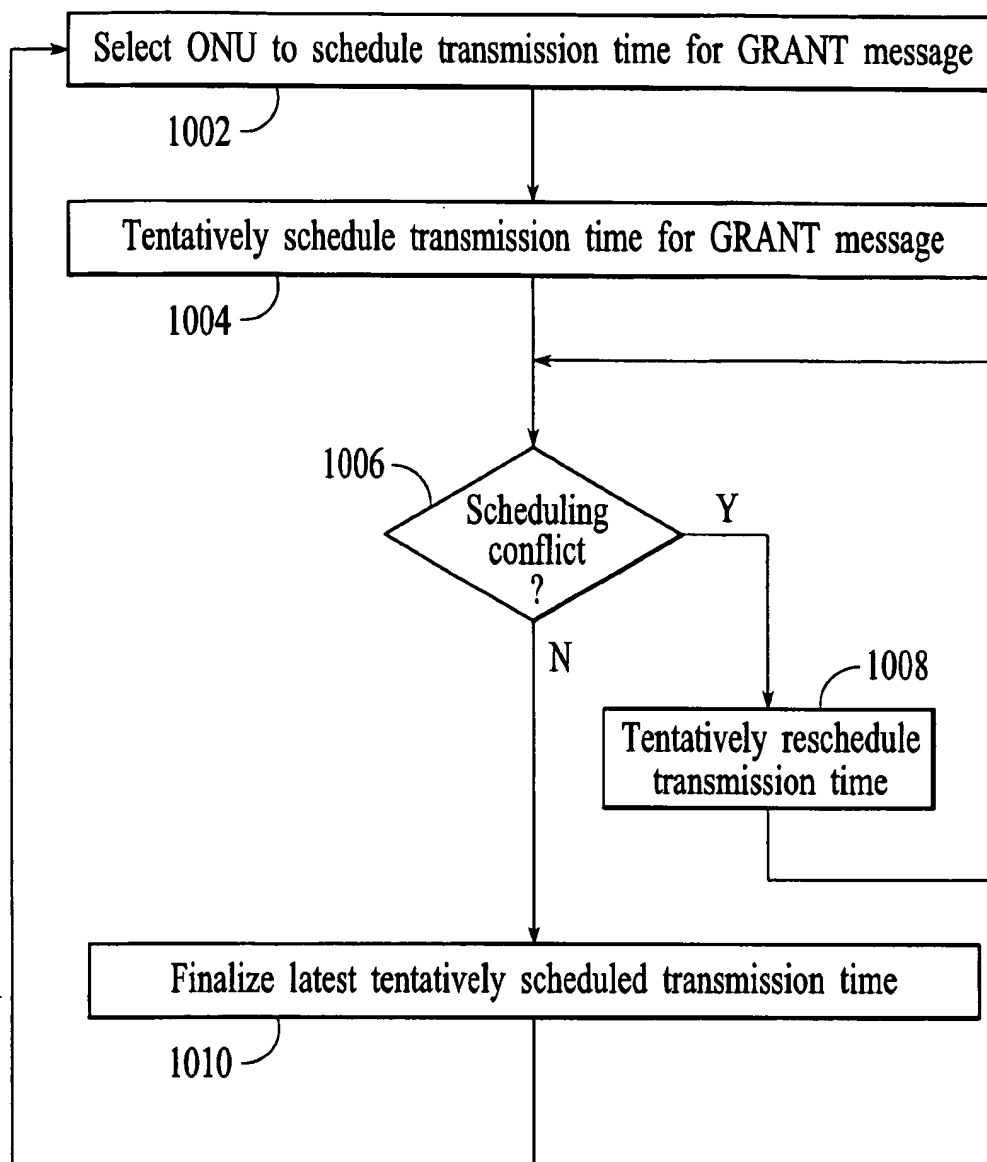 Select ONU to schedule transmission time for GRANT message
1002
Tentatively schedule transmission time for GRANT message
1004
1006
Scheduling
conflict
?
Y
N
1008
Tentatively reschedule
transmission time
Finalize latest tentatively scheduled transmission time
1010